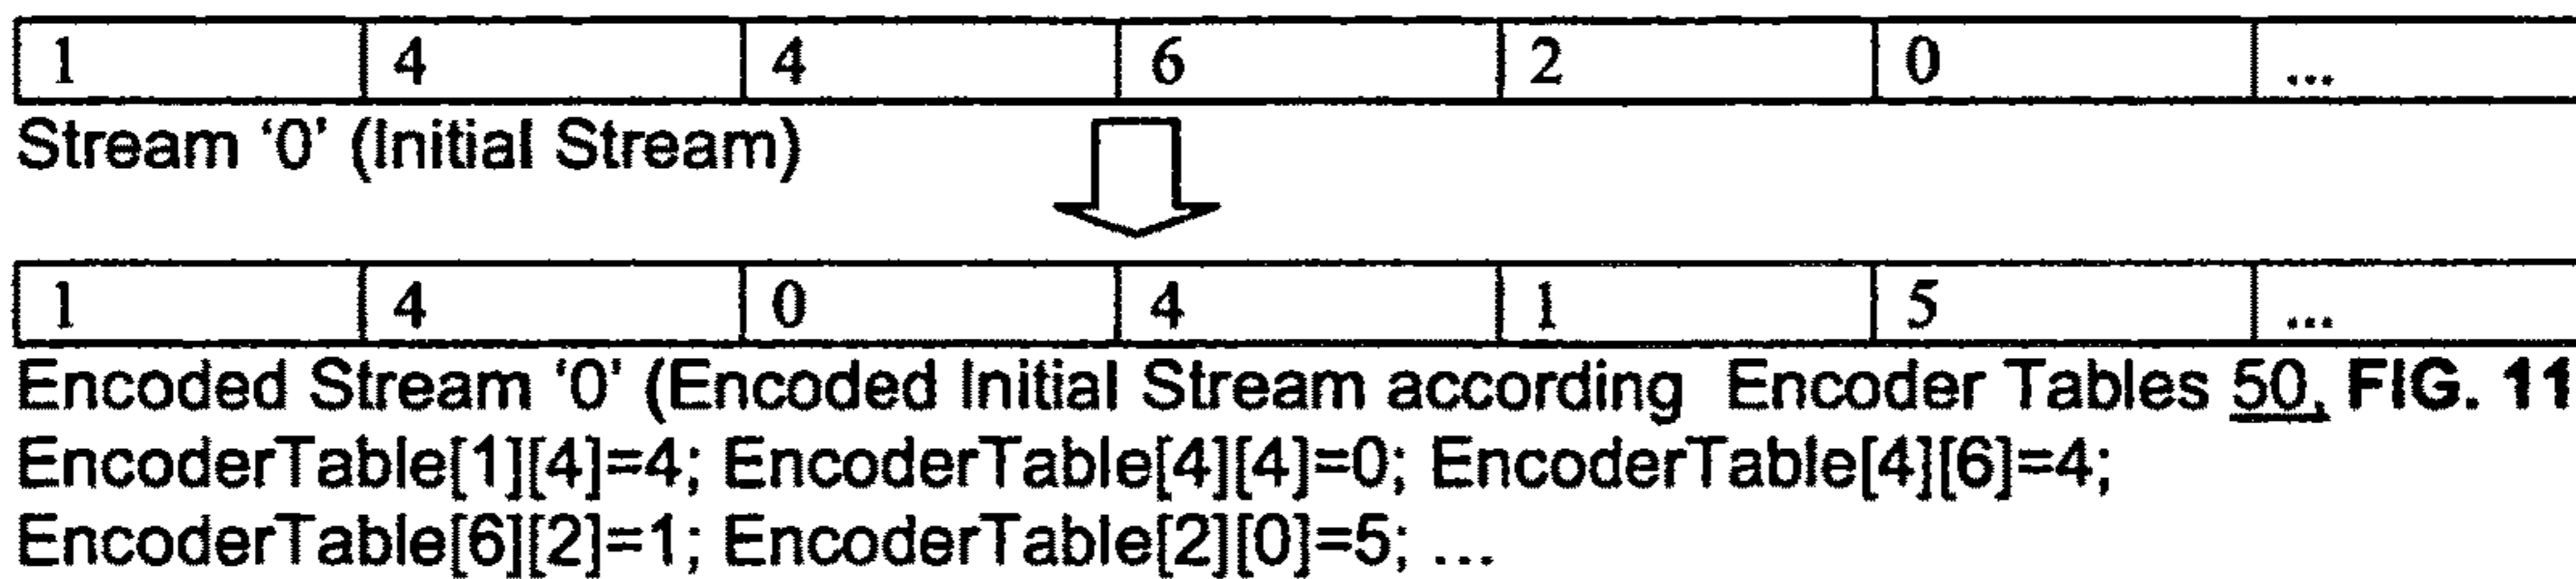 1 4 4 6 2 0 ...
Stream ‘0’ (Initial Stream)
1 4 0 4 1 5 ...
Encoded Stream ‘0’ (Encoded Initial Stream according Encoder Tables 50, FIG. 11
EncoderTable[1][4]=4; EncoderTable[4][4]=0; EncoderTable[4][6]=4;
EncoderTable[6][2]=1; EncoderTable[2][0]=5; ...